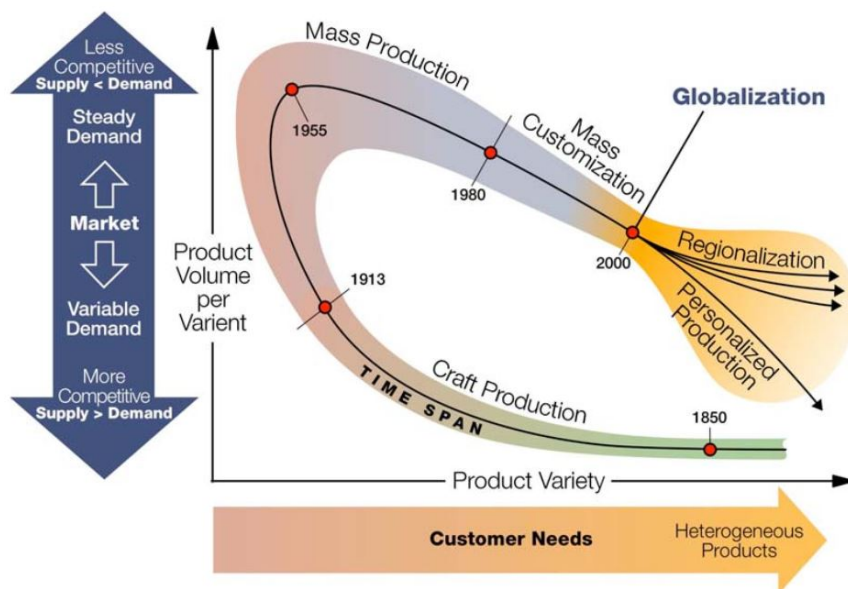 Less
Competitive
Supply < Demand
Steady
Demand
Market
Variable
Demand
More
Competitive
Supply > Demand
Product
Volume
per
Varient
Mass Production
1955
1980
Mass
Customization
Globalization
2000
Regionalization
Personalized
Production
1913
TIME SPAN
Craft Production
1850
Product Variety
Customer Needs
Heterogeneous
Products